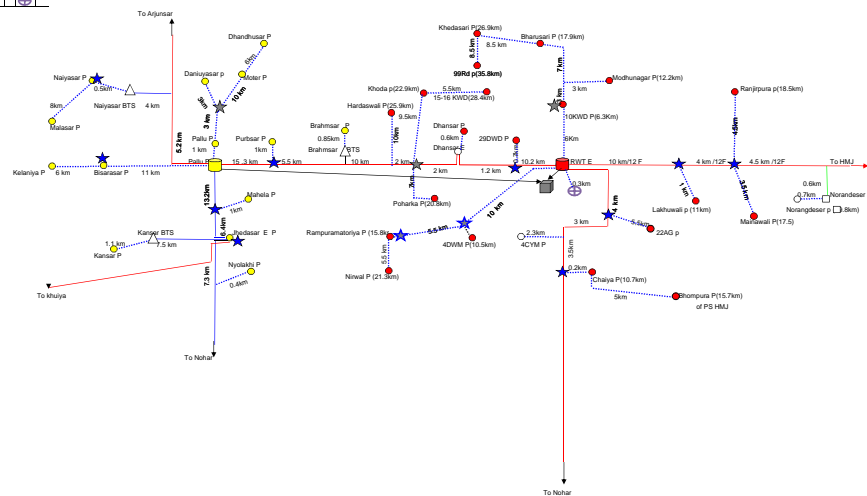 To Arjunsar
Khedasari P(26.9km)
Dhandhusar P
8.5 km
Bharusari P (17.9km)
8.5 km
6km
99Rd p(35.8km)
7km
Naiyasar P
Daniuyasar p
Moter P
Khoda p(22.9km)
5.5km
3 km
Modhunagar P(12.2km)
0.5km
15-16 KWD(28.4km)
Ranjirpura p(18.5km)
Naiyasar BTS
4 km
3km
10 km
Hardaswali P(25.9km)
9.5km
8km
10KWD P(6.3Km)
Malasar P
3 km
Brahmsar P
Dhansar P
0.85km
0.6km
29DWD P
6Km
5.2 km
Pallu P
1 km
Purbsar P
1km
Brahmsar BTS
10km
Dhansar E
Kelaniya P
6 km
Bisarasar P
11 km
Pallu E
15 .3 km
5.5 km
10 km
2 km
2 km
1.2 km
10.2 km
RWT E
10 km/12 F
4 km /12F
4.5 km /12F
To HMJ
0.3km
13.2km
Mahela P
1km
7km
Poharka P(20.8km)
10 km
4 km
1 km
Lakhuwali p (11km)
3.5km
Mainawali P(17.5)
0.6km
0.7km
Norandeser
Norangdeser p
Kansar BTS
7.5 km
1.1 km
Kansar P
6.4km
Jhedasar E P
Rampuramatoriya P (15.8km)
5.5 km
4DWM P(10.5km)
2.3km
4CYM P
3 km
5.5km
22AG p
5.5 km
Nirwal P (21.3km)
3.5km
7.3 km
Nyolakhi P
0.4km
0.2km
Chaiya P(10.7km)
5km
Bhompura P(15.7km)
of PS HMJ
To khuiya
To Nohar
To Nohar